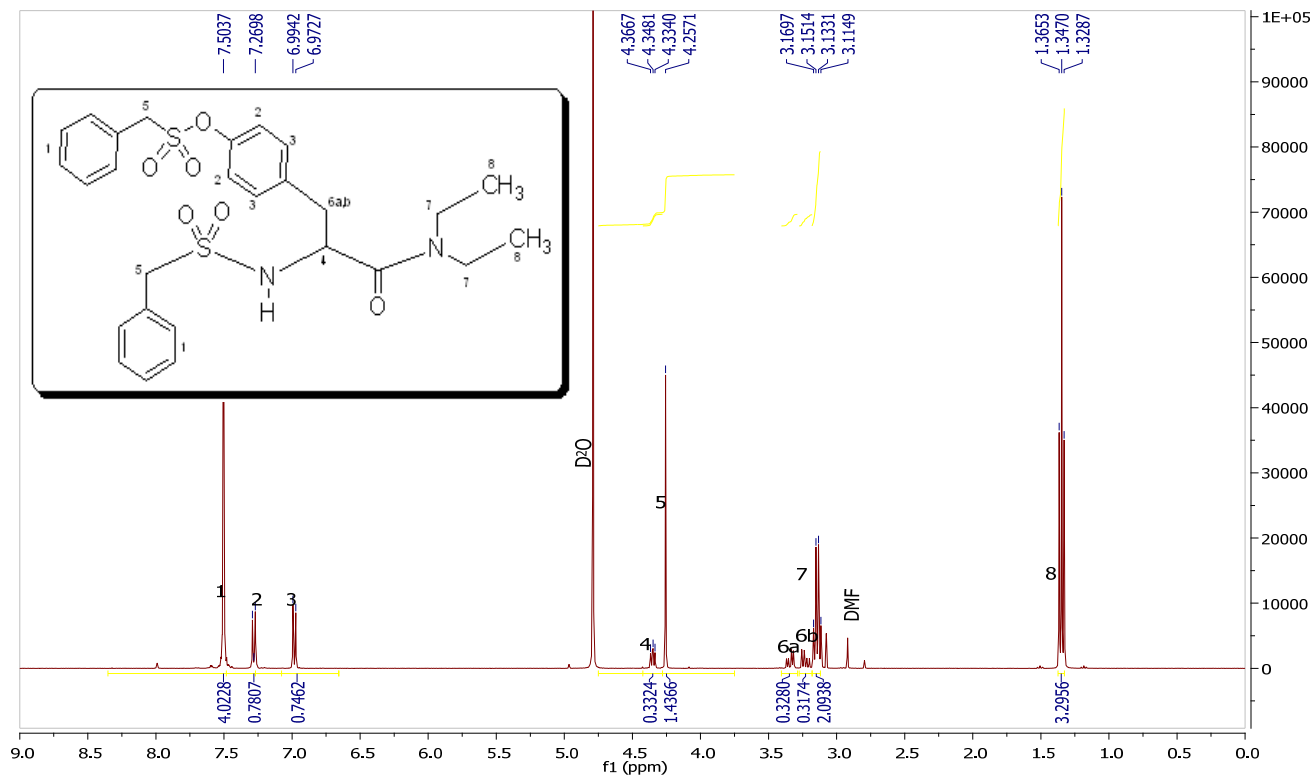 7.5037
7.2698
6.9942
6.9727
4.3667
4.3481
4.3340
4.2571
3.1697
3.1514
3.1331
3.1149
1.3653
1.3470
1.3287
1E+05
90000
80000
70000
60000
50000
40000
30000
20000
10000
0
5
O
2
S
3
1
O O
2
8
CH3
3
6a,b
7
O O
S
N
CH3
5
N
4
8
H
O
7
1
D2O
5
1
2
3
4
6a
6b
7
DMF
8
4.0228
0.7807
0.7462
0.3324
1.4366
0.3280
0.3174
2.0938
3.2956
9.0 8.5 8.0 7.5 7.0 6.5 6.0 5.5 5.0 4.5 4.0 3.5 3.0 2.5 2.0 1.5 1.0 0.5 0.0
f1 (ppm)